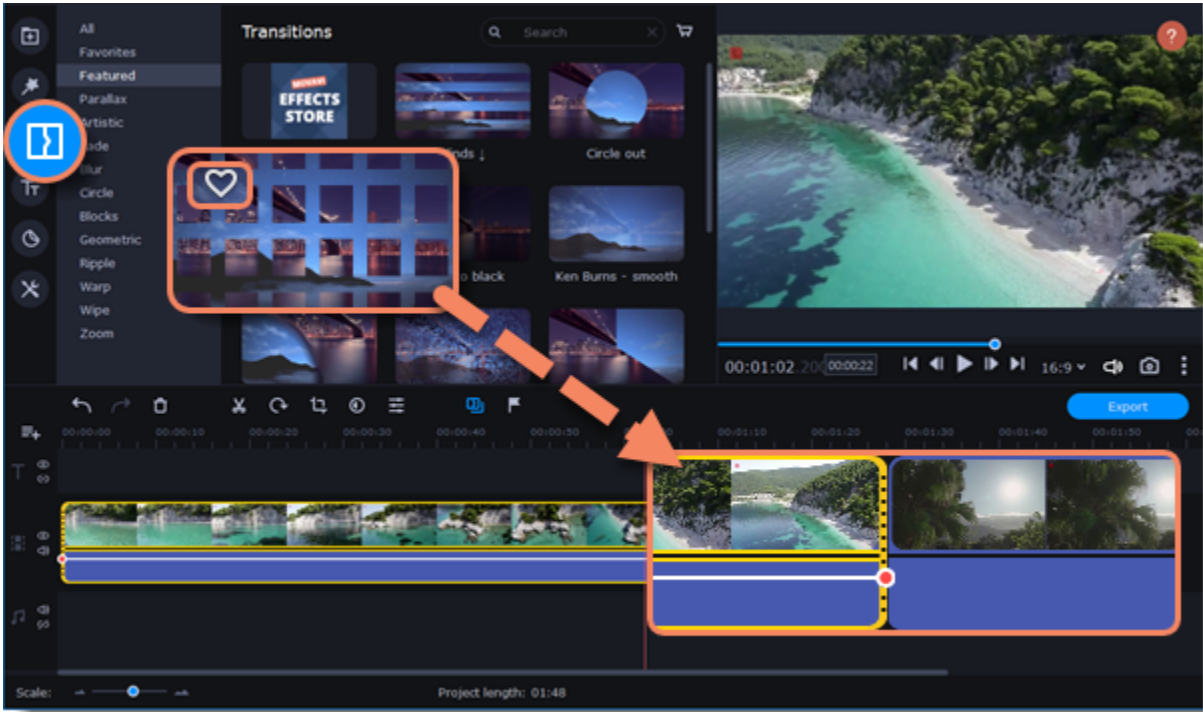 All
Favorites
Featured
Parallax
Artistic
Blur
Circle
Blocks
Geometric
Ripple
Warp
Wipe
Zoom
Transitions
Search
MOVAVI
EFFECTS
STORE
Circle out
to black
Ken Burns - smooth
?
00:01:02
00:00:22
16:9
Export
00:00:00 00:00:10 00:00:20 00:00:30 00:00:40 00:00:50 00:01:10 00:01:20 00:01:30 00:01:40 00:01:50
Scale:
Project length: 01:48